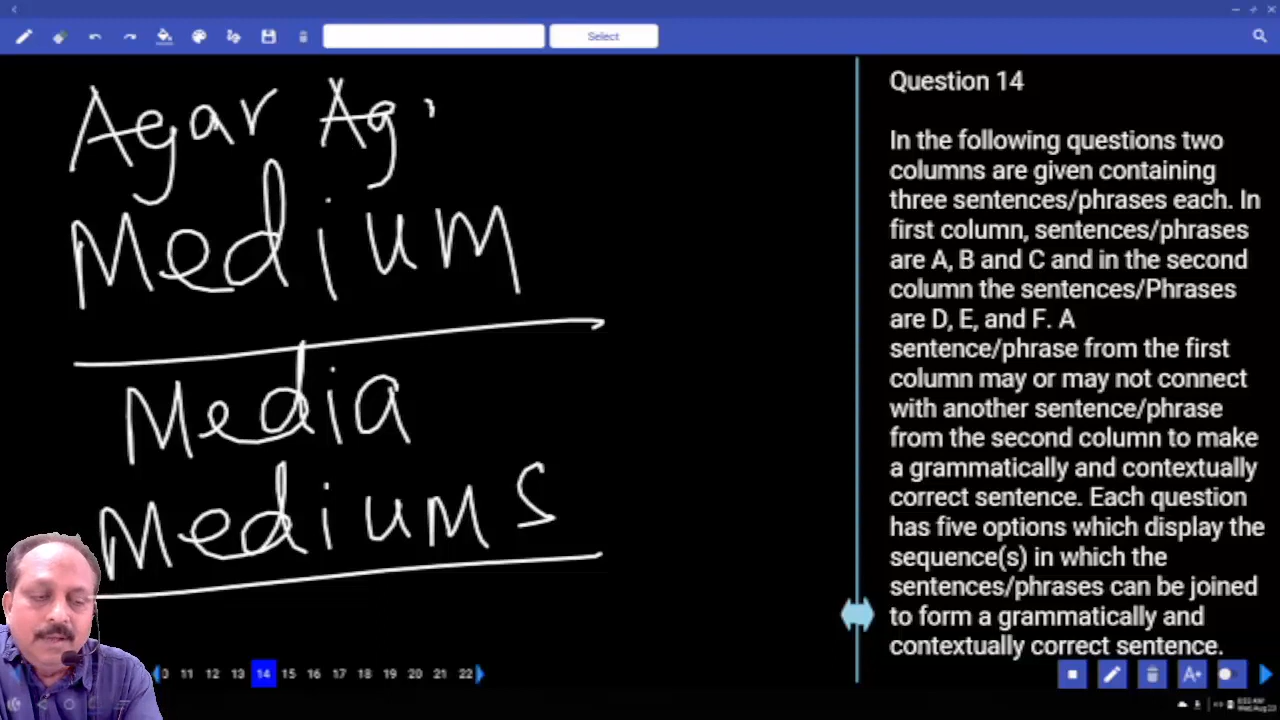 Select
Agar Ag
Medium
Media
Mediums
Question 14
In the following questions two
columns are given containing
three sentences/phrases each. In
first column, sentences/phrases
are A, B and C and in the second
column the sentences/Phrases
are D, E, and F. A
sentence/phrase from the first
column may or may not connect
with another sentence/phrase
from the second column to make
a grammatically and contextually
correct sentence. Each question
has five options which display the
sequence(s) in which the
sentences/phrases can be joined
to form a grammatically and
contextually correct sentence.
11 12 13 14 15 16 17 18 19 20 21 22
A+